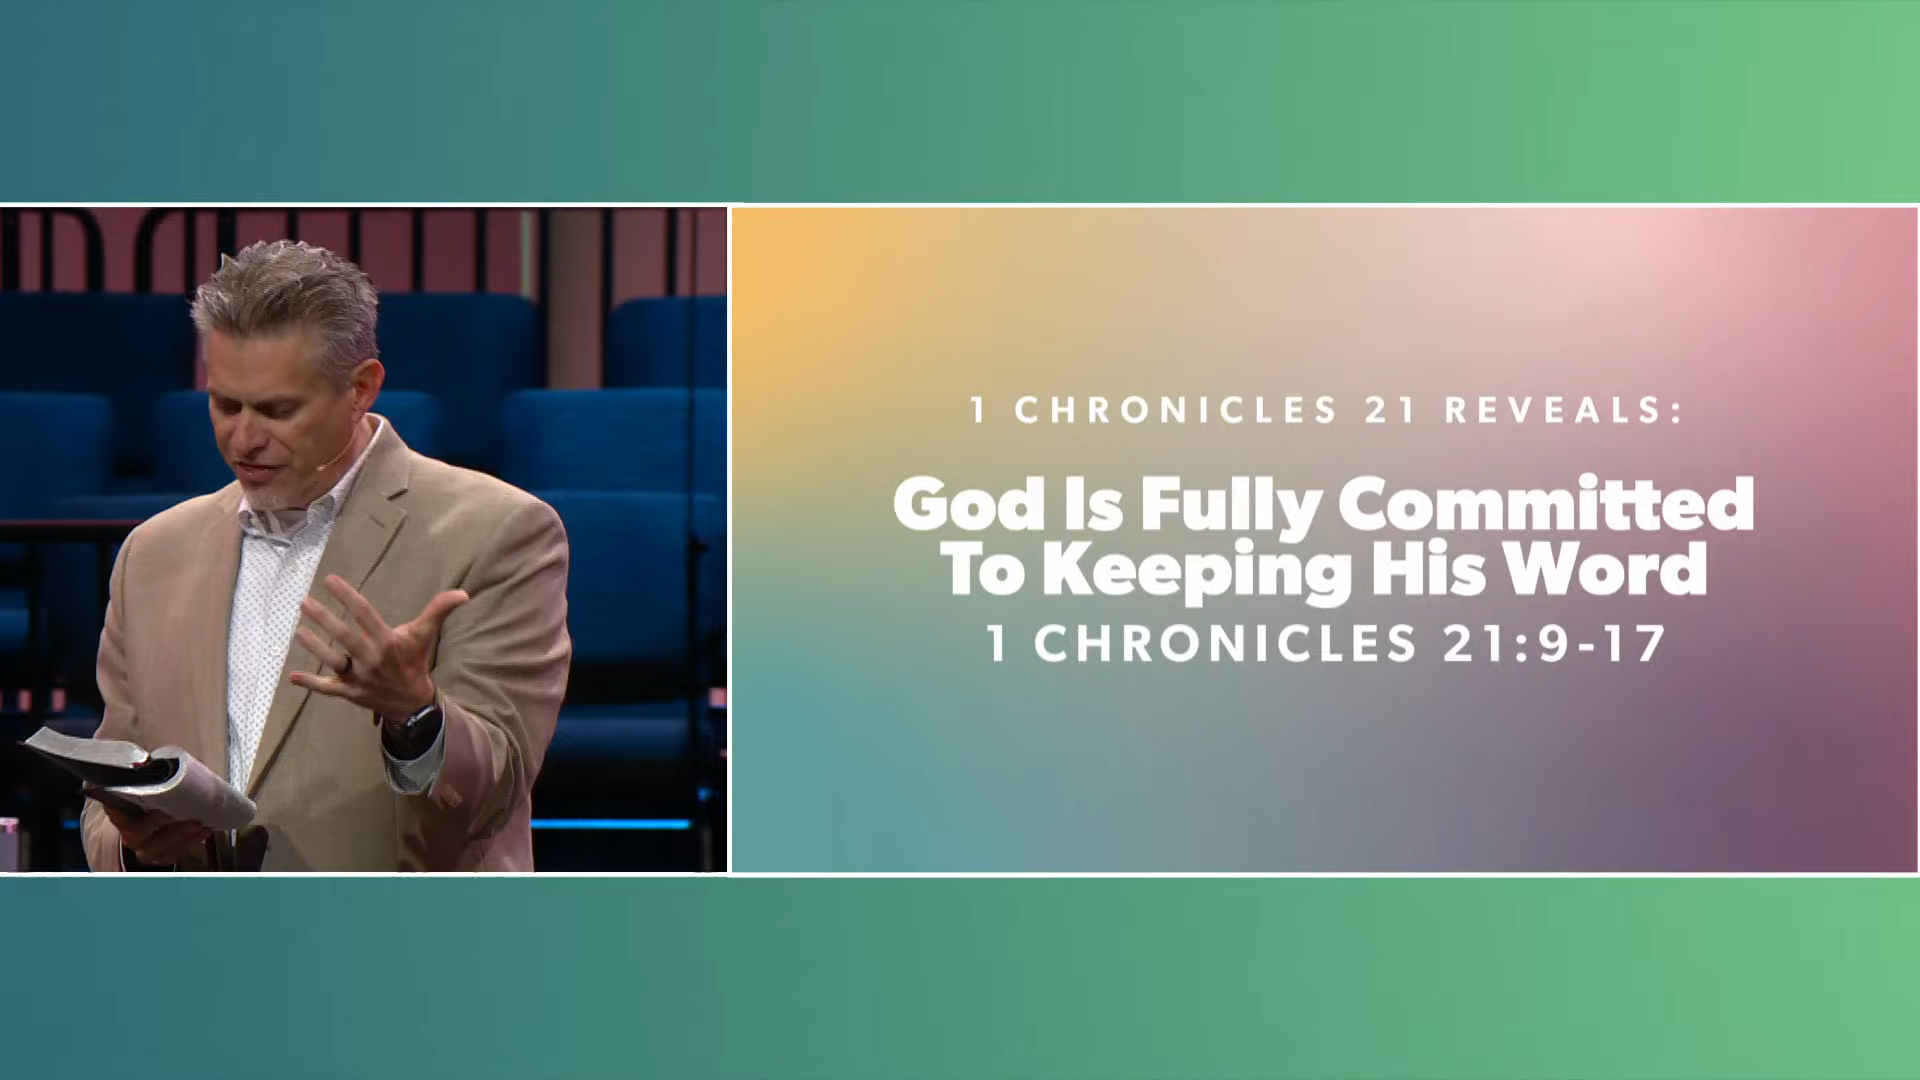 1 CHRONICLES 21 REVEALS:
God Is Fully Committed
To Keeping His Word
1 CHRONICLES 21:9-17